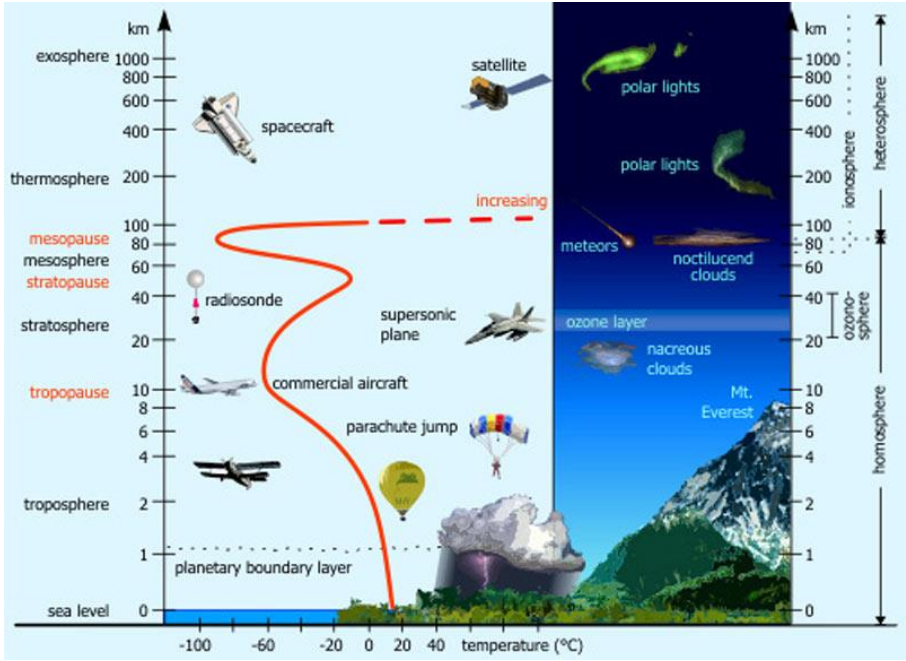 km
exosphere
1000
800
600
400
thermosphere
200
100
mesopause
80
mesosphere
60
stratopause
40
stratosphere
20
tropopause
10
8
6
4
troposphere
2
1
sea level
0
satellite
spacecraft
increasing
radiosonde
supersonic
plane
commercial aircraft
parachute jump
planetary boundary layer
-100
-60
-20
0
20
40
temperature (°C)
polar lights
polar lights
meteors
noctilucend
clouds
ozone layer
nacreous
clouds
Mt.
Everest
km
1000
800
600
400
200
100
80
60
40
20
10
8
6
4
2
1
0
ionosphere
ozono-
sphere
heterosphere
homosphere